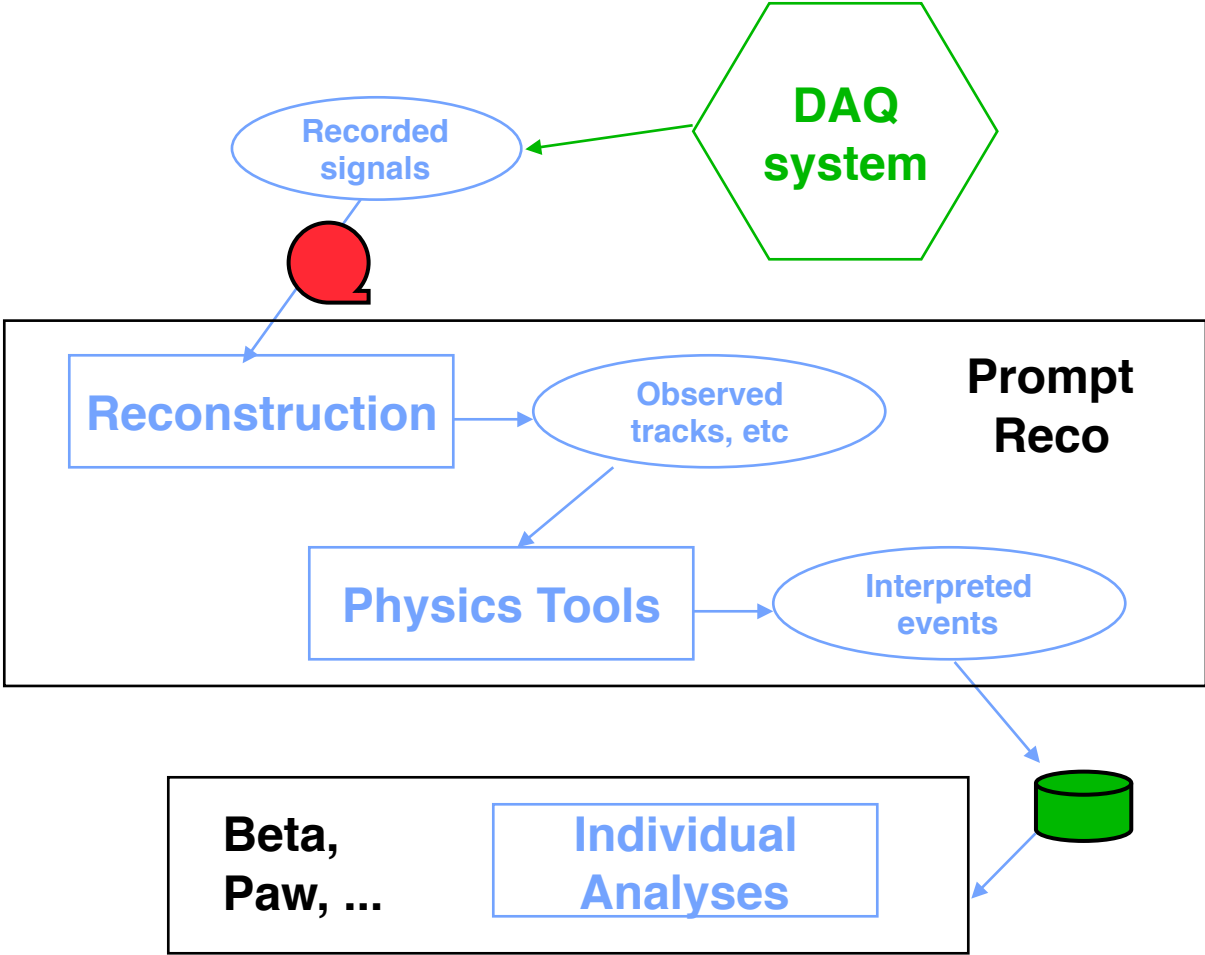 DAQ
system
Recorded
signals
Prompt
Reco
Reconstruction
Observed
tracks, etc
Physics Tools
Interpreted
events
Beta,
Paw, ...
Individual
Analyses